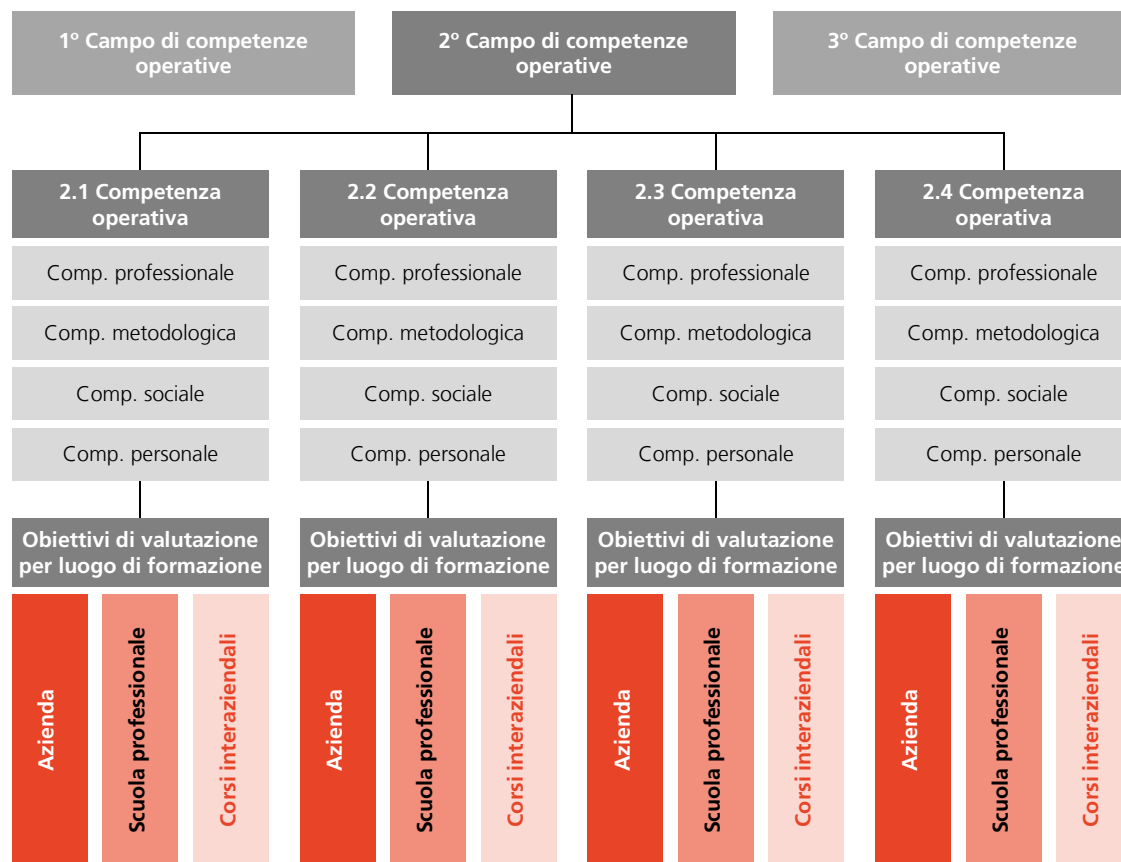 1° Campo di competenze
operative
2° Campo di competenze
operative
3° Campo di competenze
operative
2.1 Competenza
operativa
2.2 Competenza
operativa
2.3 Competenza
operativa
2.4 Competenza
operativa
Comp. professionale
Comp. professionale
Comp. professionale
Comp. professionale
Comp. metodologica
Comp. metodologica
Comp. metodologica
Comp. metodologica
Comp. sociale
Comp. sociale
Comp. sociale
Comp. sociale
Comp. personale
Comp. personale
Comp. personale
Comp. personale
Obiettivi di valutazione
per luogo di formazione
Obiettivi di valutazione
per luogo di formazione
Obiettivi di valutazione
per luogo di formazione
Obiettivi di valutazione
per luogo di formazione
Azienda
Scuola professionale
Corsi interaziendali
Azienda
Scuola professionale
Corsi interaziendali
Azienda
Scuola professionale
Corsi interaziendali
Azienda
Scuola professionale
Corsi interaziendali